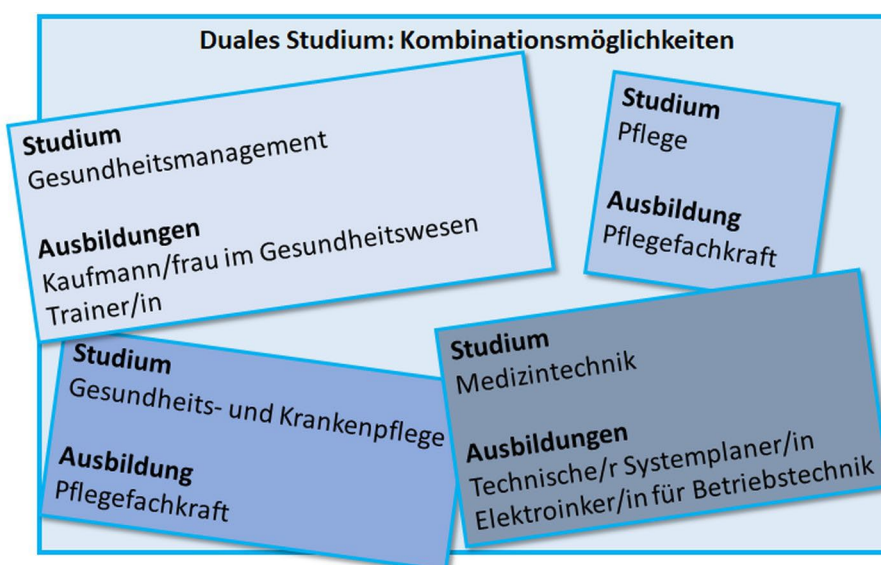 Duales Studium: Kombinationsmöglichkeiten
Studium
Gesundheitsmanagement
Ausbildungen
Kaufmann/frau im Gesundheitswesen
Trainer/in
Studium
Pflege
Ausbildung
Pflegefachkraft
Studium
Gesundheits- und Krankenpflege
Ausbildung
Pflegefachkraft
Studium
Medizintechnik
Ausbildungen
Technische/r Systemplaner/in
Elektroinker/in für Betriebstechnik